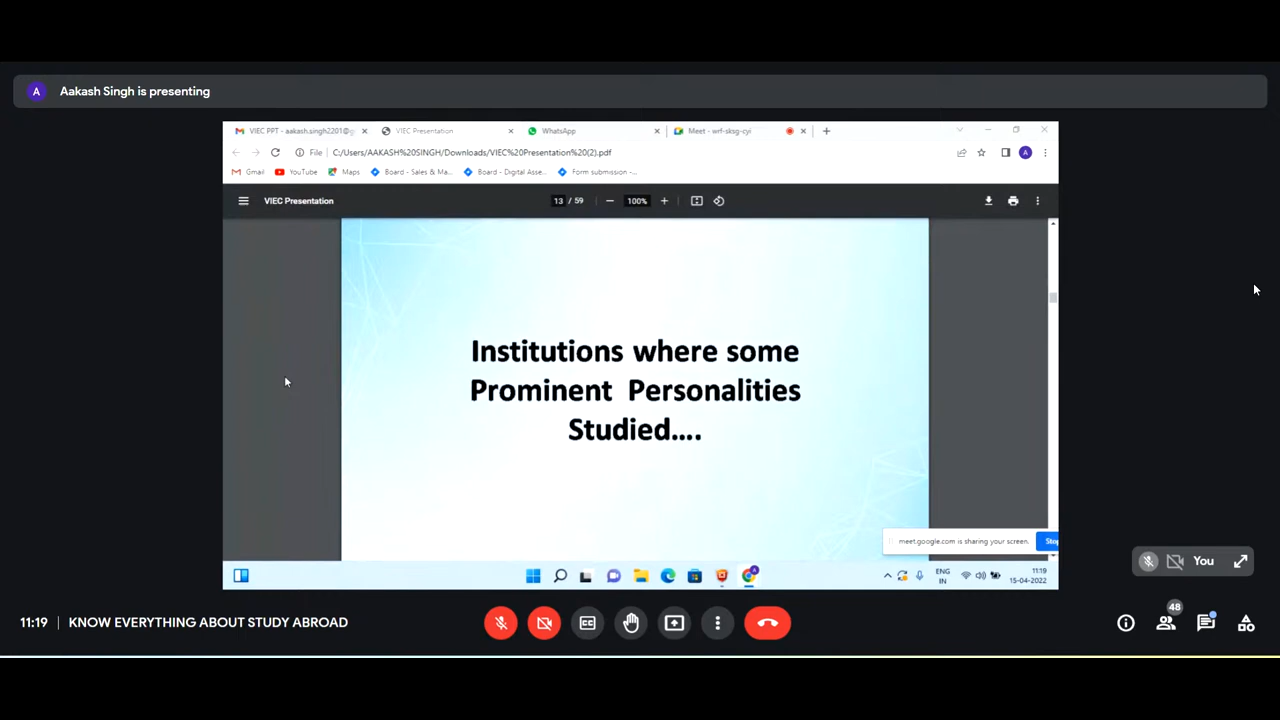 A Aakash Singh is presenting
VIEC PPT - aakash.singh2201@g
VIEC Presentation
WhatsApp
Meet - wrf-sksg-cyi
File C:/Users/AAKASH%20SINGH/Downloads/VIEC%20Presentation%20(2).pdf
A
Gmail
YouTube
Maps
Board - Sales & Ma...
Board - Digital Asse...
Form submission -...
VIEC Presentation
13 / 59
100%
Institutions where some
Prominent Personalities
Studied....
meet.google.com is sharing your screen.
Stop
You
ENG
IN
11:19
15-04-2022
11:19 | KNOW EVERYTHING ABOUT STUDY ABROAD
48